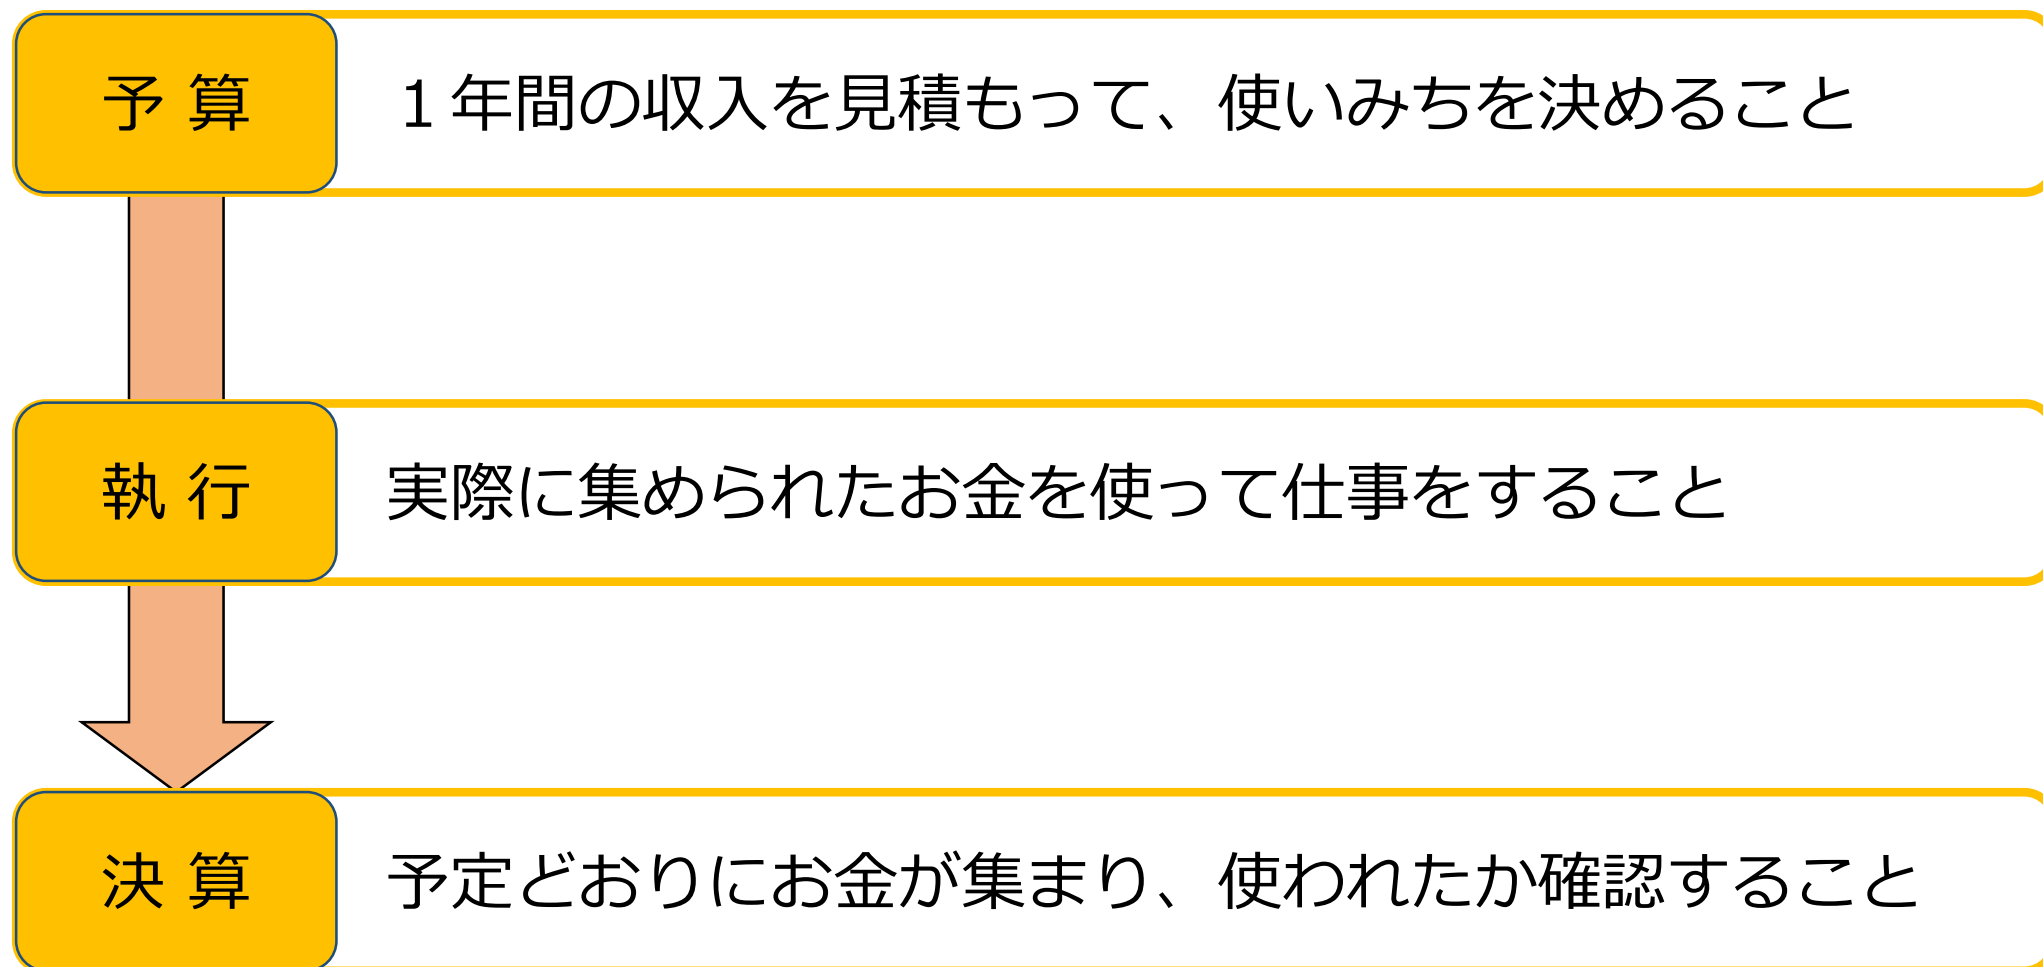 予 算
１年間の収入を見積もって、使いみちを決めること
執 行
実際に集められたお金を使って仕事をすること
決 算
予定どおりにお金が集まり、使われたか確認すること